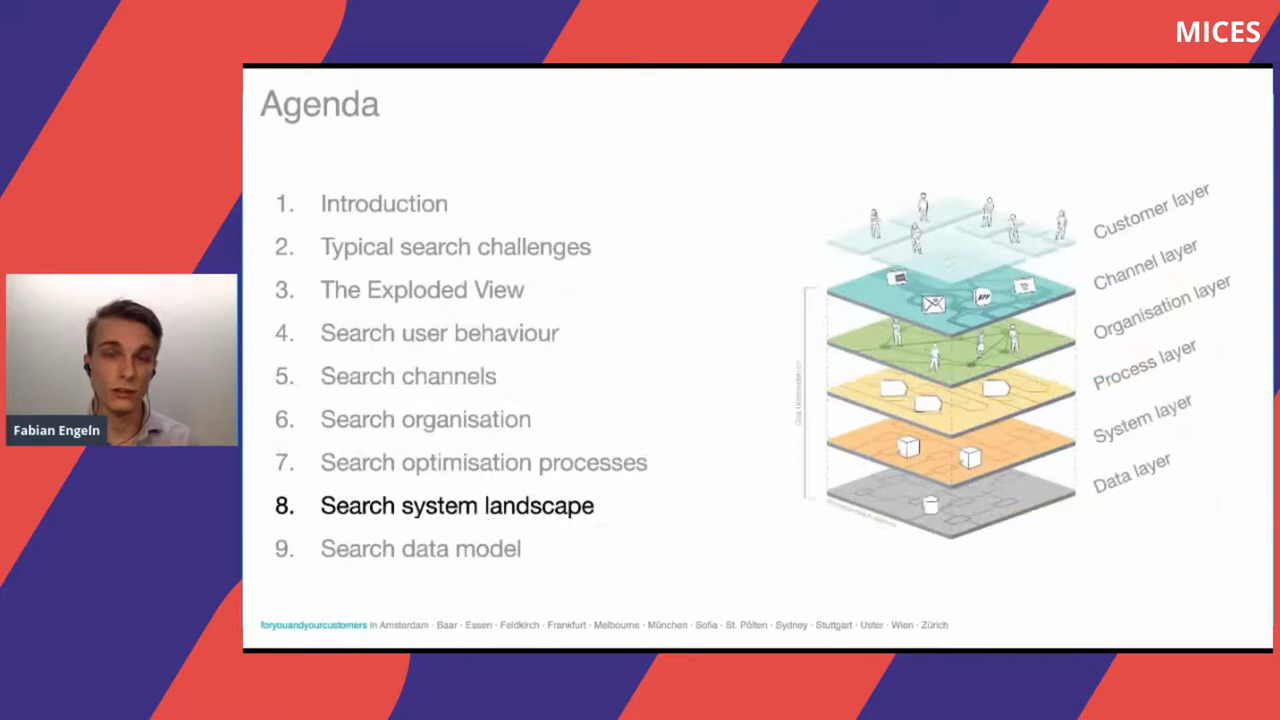 MICES
Agenda
1. Introduction
2. Typical search challenges
3. The Exploded View
4. Search user behaviour
5. Search channels
6. Search organisation
7. Search optimisation processes
8. Search system landscape
9. Search data model
Customer layer
Channel layer
Organisation layer
Process layer
System layer
Data layer
APP
Fabian Engeln
foryouandyourcustomers in Amsterdam · Baar · Essen · Feldkirch · Frankfurt · Melbourne · München · Sofia · St. Pölten · Sydney · Stuttgart · Uster · Wien · Zürich